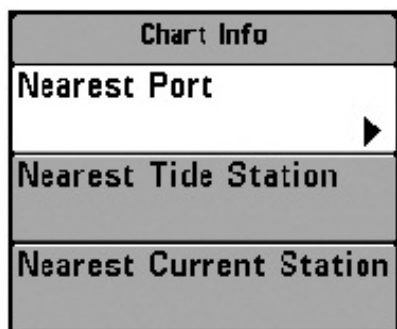 Chart Info
Nearest Port
Nearest Tide Station
Nearest Current Station